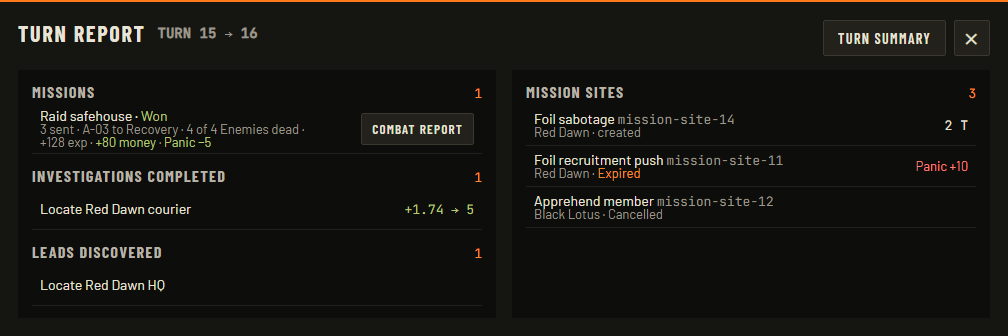 TURN REPORT TURN 15 → 16
TURN SUMMARY ✕
MISSIONS 1
Raid safehouse · Won
3 sent · A-03 to Recovery · 4 of 4 Enemies dead ·
+128 exp · +80 money · Panic −5
COMBAT REPORT
INVESTIGATIONS COMPLETED 1
Locate Red Dawn courier +1.74 → 5
LEADS DISCOVERED 1
Locate Red Dawn HQ
MISSION SITES 3
Foil sabotage mission-site-14
Red Dawn · created
2 T
Foil recruitment push mission-site-11
Red Dawn · Expired
Panic +10
Apprehend member mission-site-12
Black Lotus · Cancelled